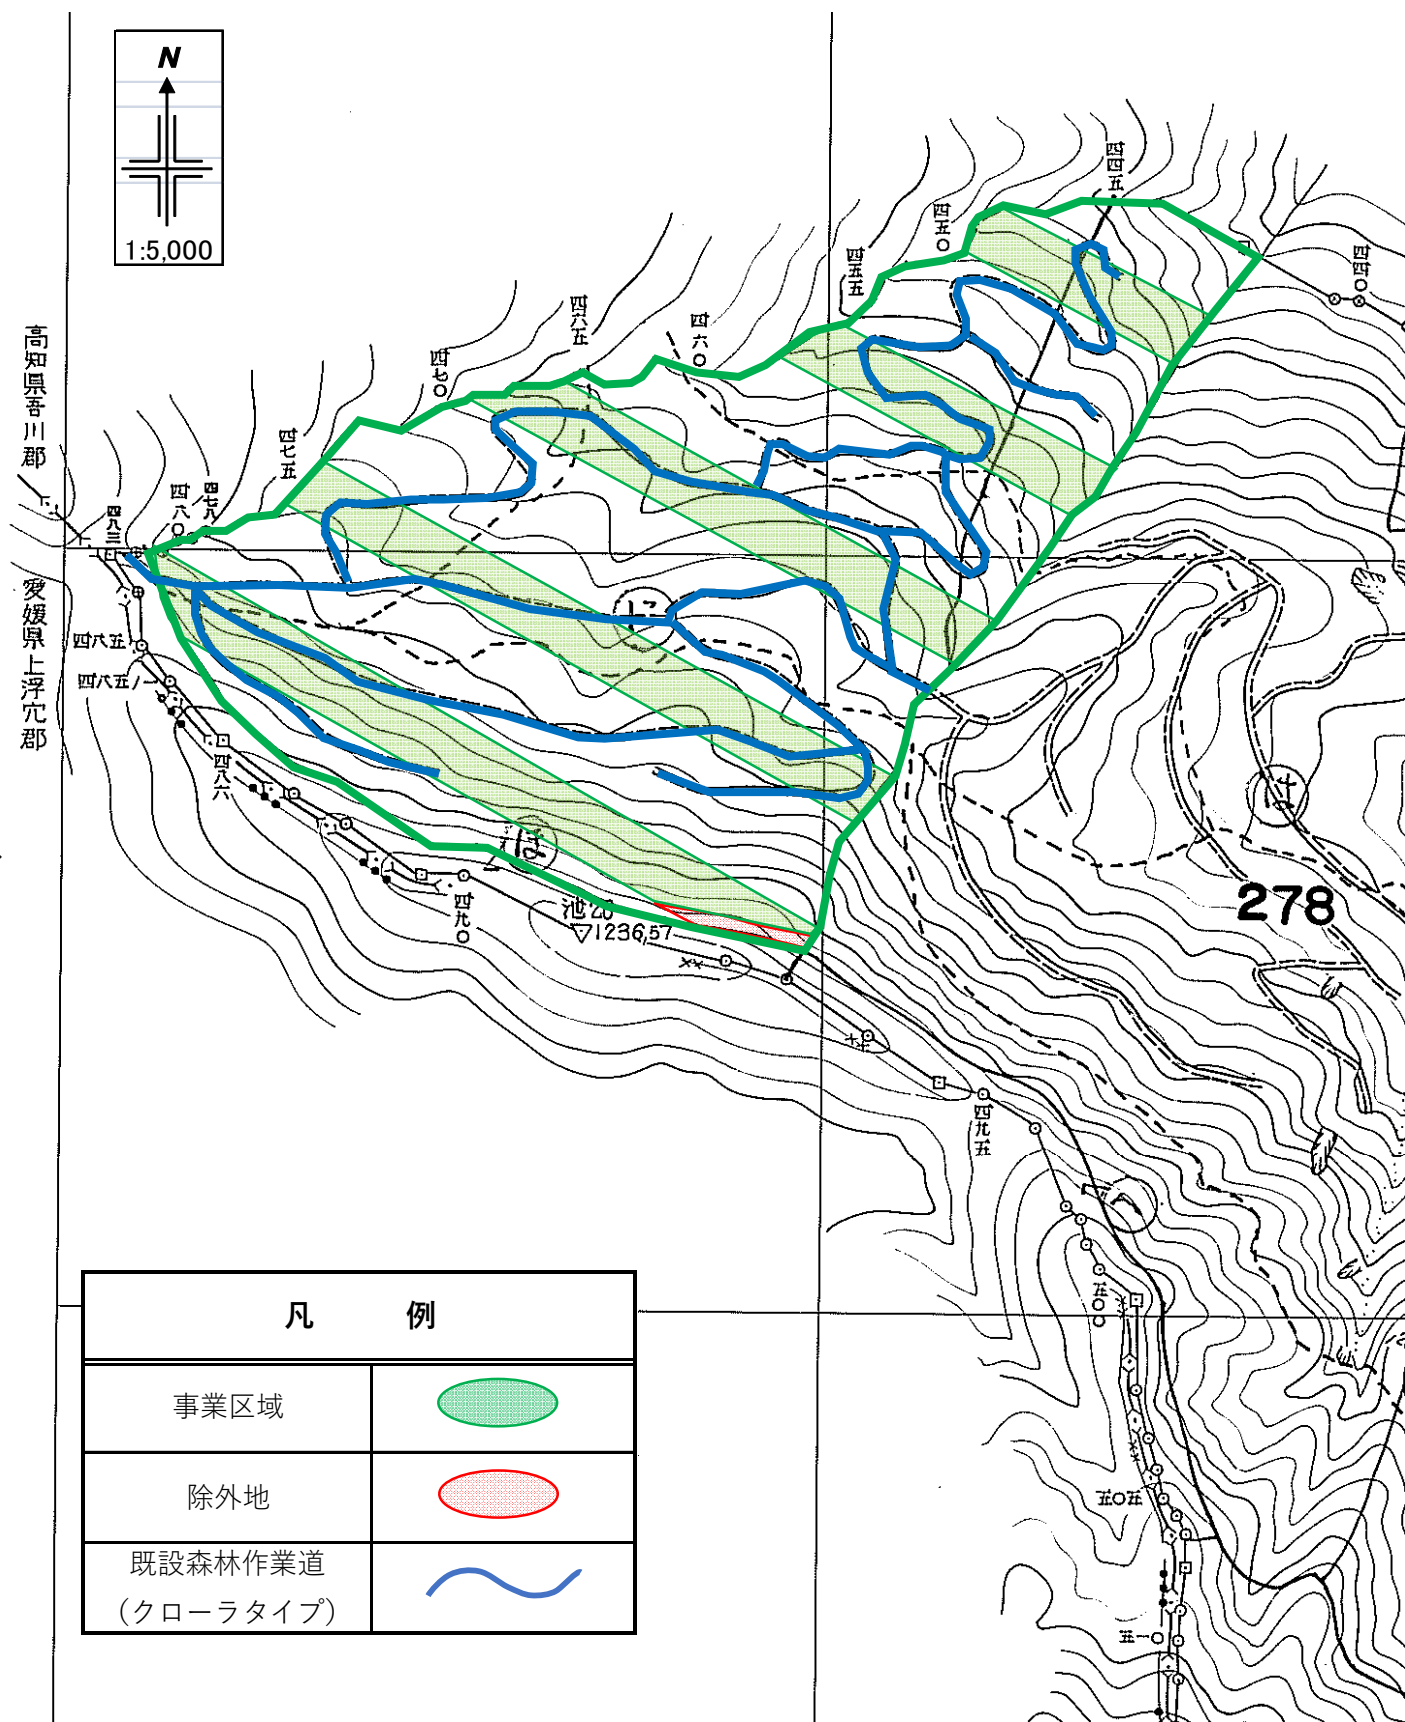 N
1:5,000
四四五
四五〇
四五五
四四〇
四六五
四六〇
四七〇
四七五
四七八
四八〇
四八三
高知県吾川郡
愛媛県上浮穴郡
四八五
四八五/一
四八六
四九〇
は
に
池26
▽1236,57
278
四九五
五〇〇
五〇五
五一〇
凡 例
事業区域
除外地
既設森林作業道
(クローラタイプ)